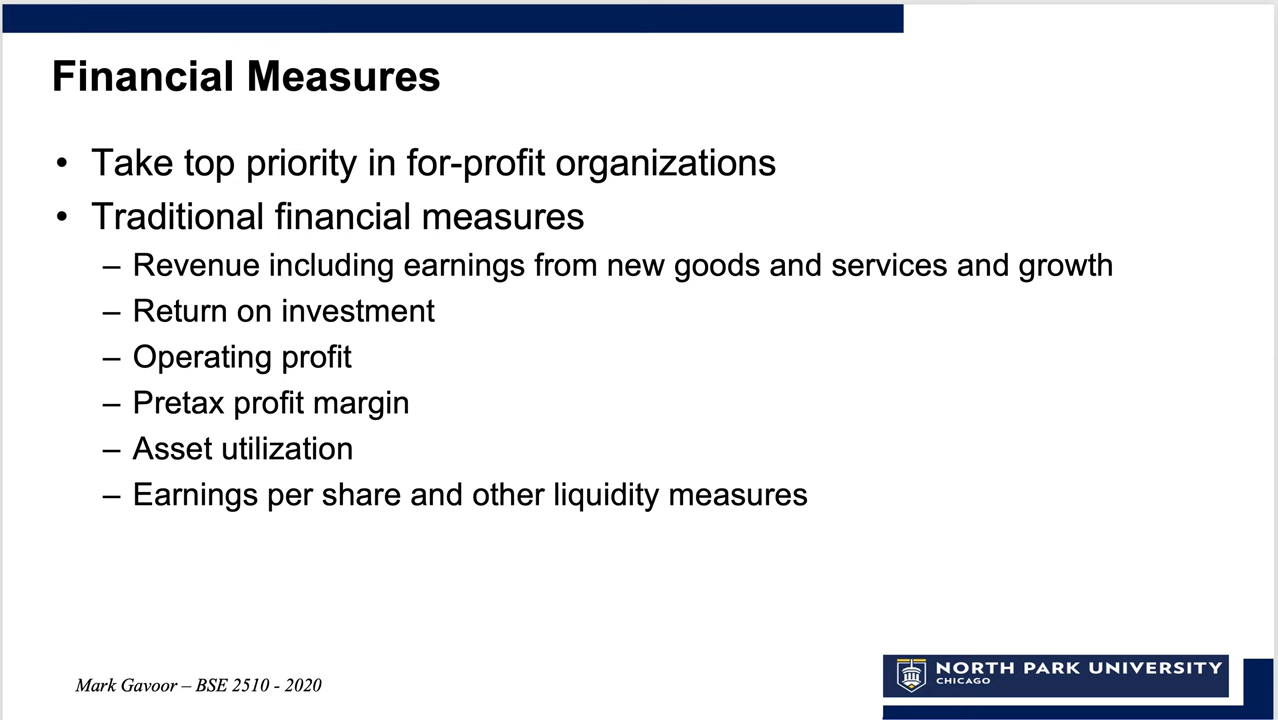 Financial Measures
• Take top priority in for-profit organizations
• Traditional financial measures
– Revenue including earnings from new goods and services and growth
– Return on investment
– Operating profit
– Pretax profit margin
– Asset utilization
– Earnings per share and other liquidity measures
Mark Gavoor – BSE 2510 - 2020
NORTH PARK UNIVERSITY
CHICAGO